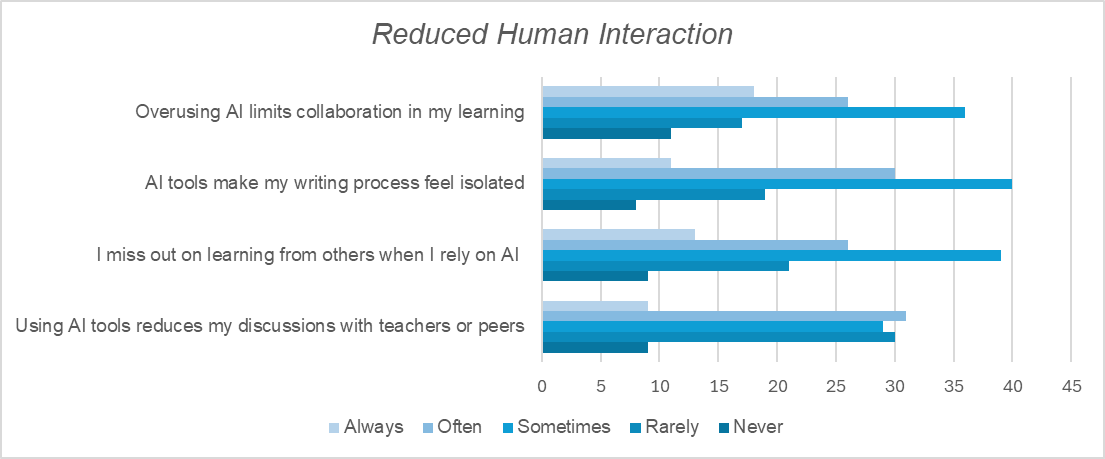 Reduced Human Interaction
Overusing AI limits collaboration in my learning
AI tools make my writing process feel isolated
I miss out on learning from others when I rely on AI
Using AI tools reduces my discussions with teachers or peers
0 5 10 15 20 25 30 35 40 45
Always Often Sometimes Rarely Never